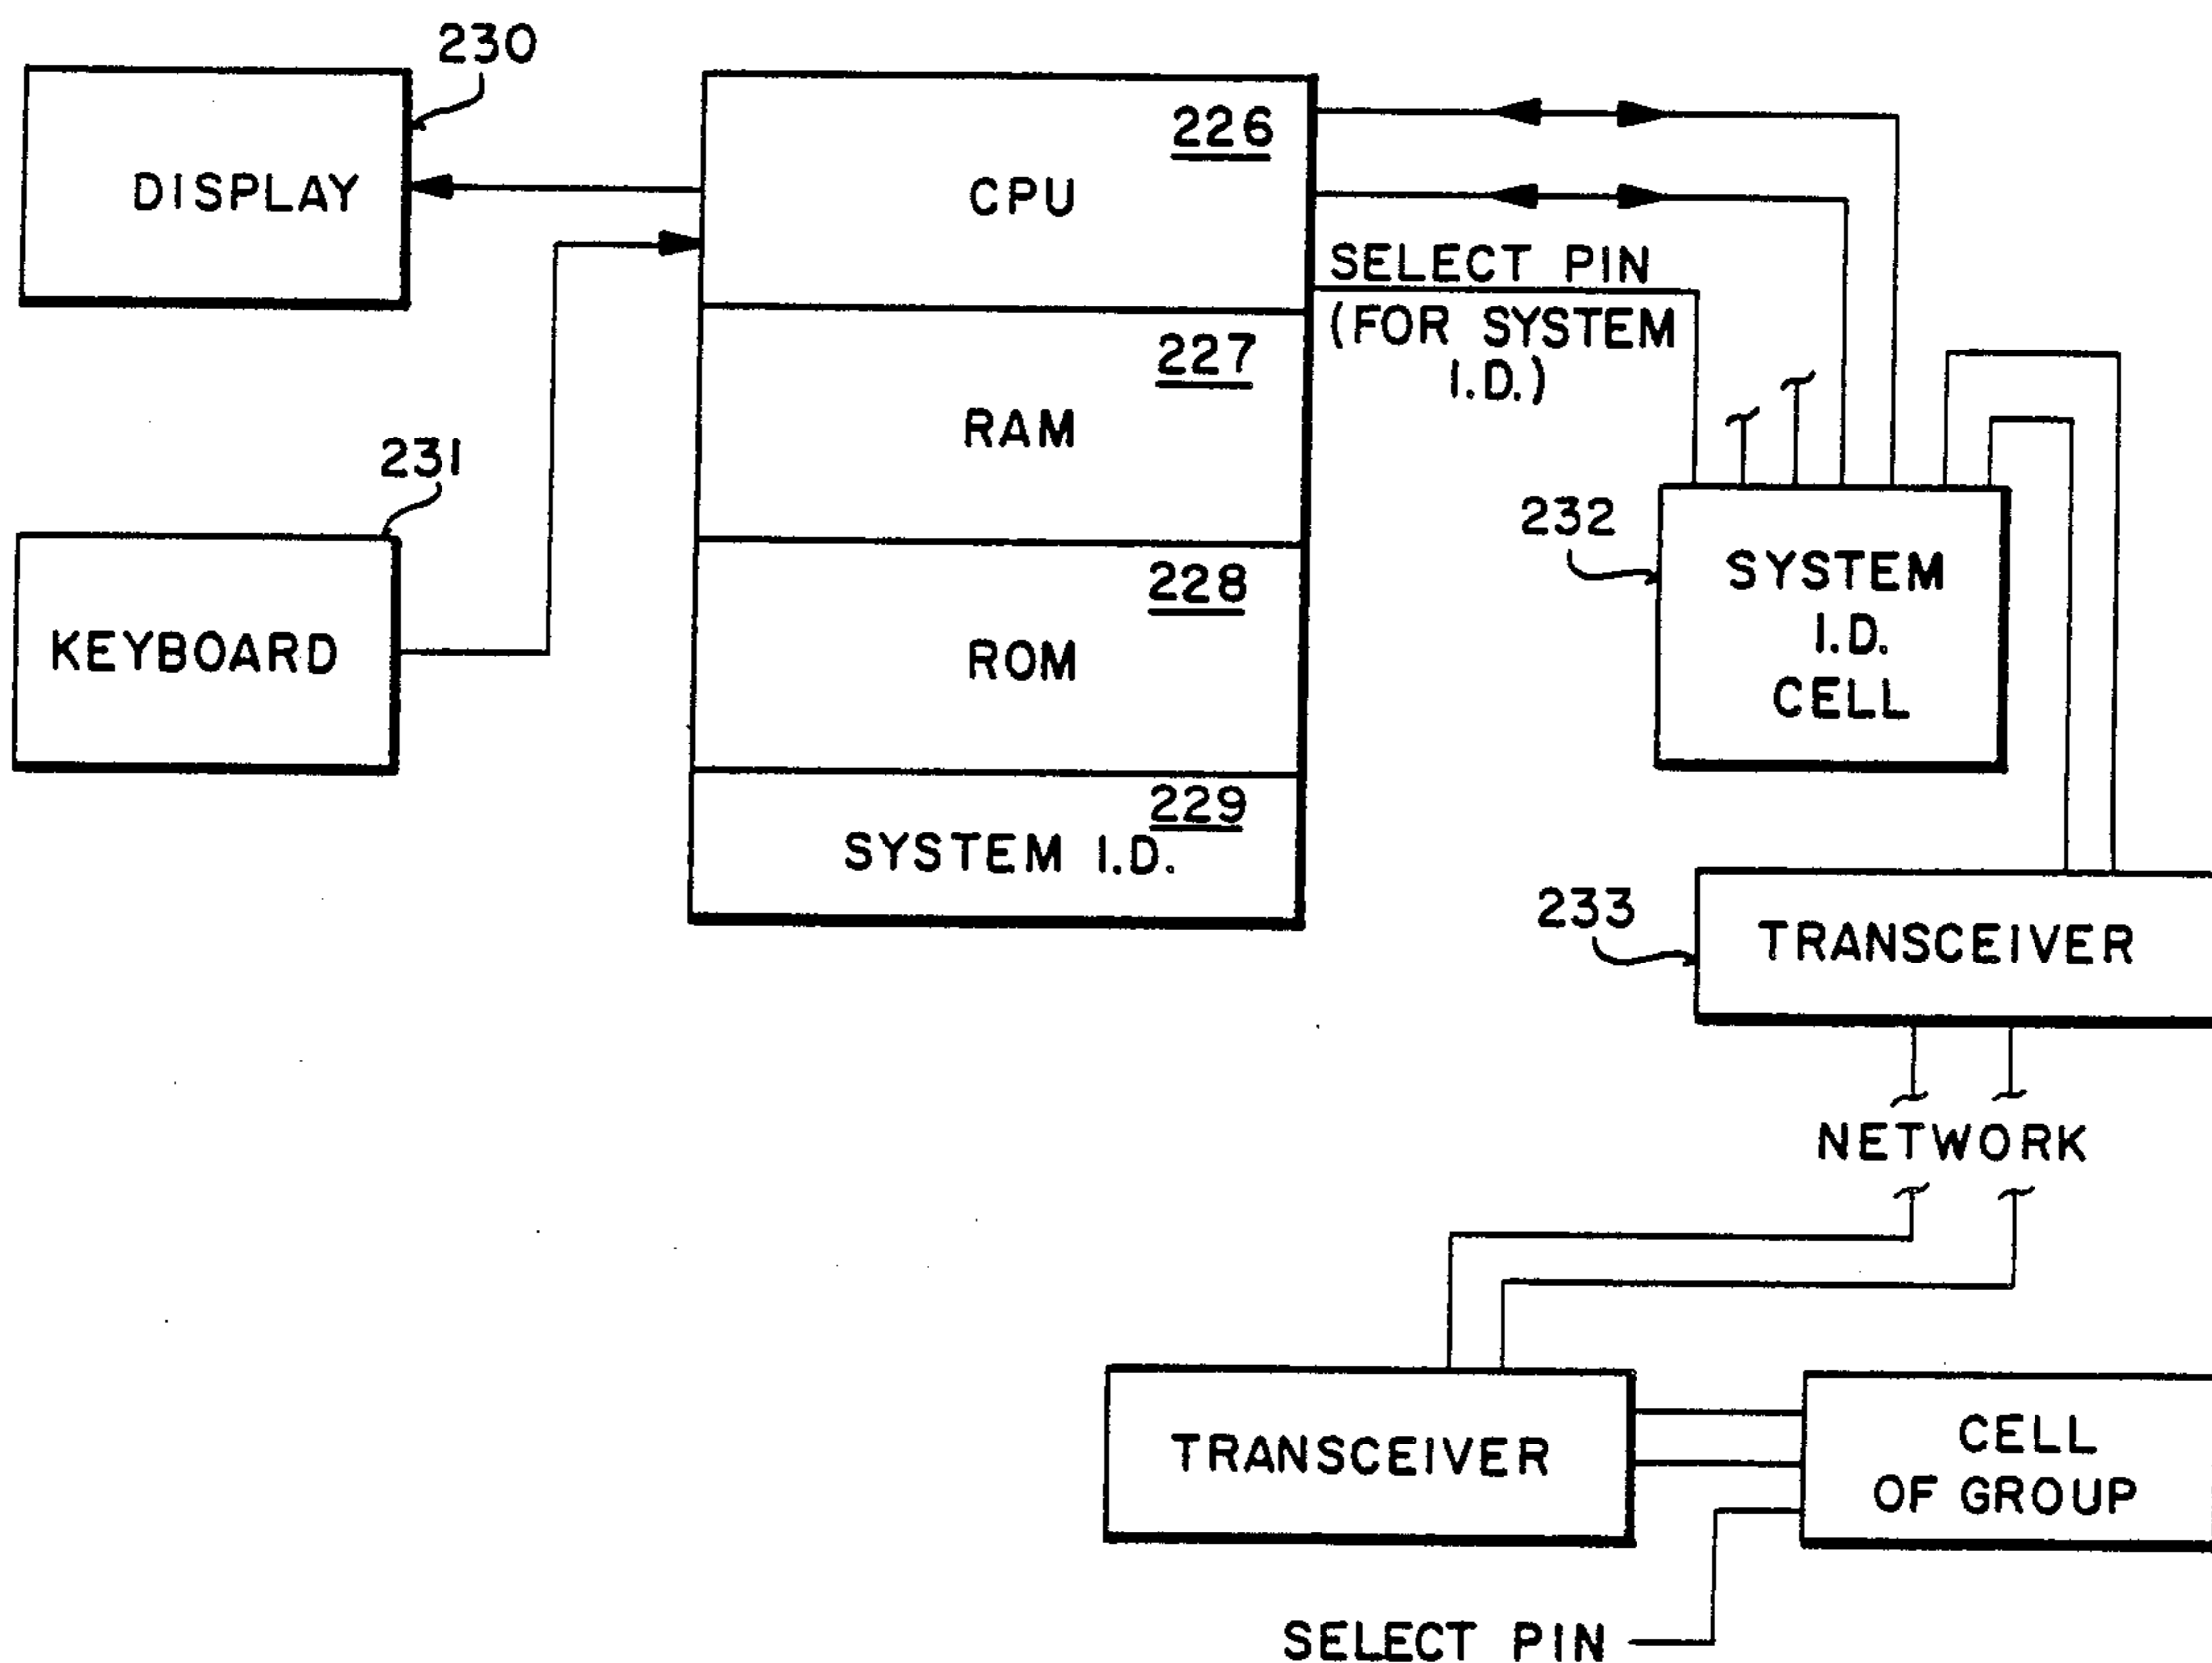 230
DISPLAY
226
CPU
SELECT PIN
(FOR SYSTEM
I.D.)
227
RAM
231
KEYBOARD
228
ROM
232
SYSTEM
I.D.
CELL
229
SYSTEM I.D.
233
TRANSCEIVER
NETWORK
TRANSCEIVER
CELL
OF GROUP
SELECT PIN